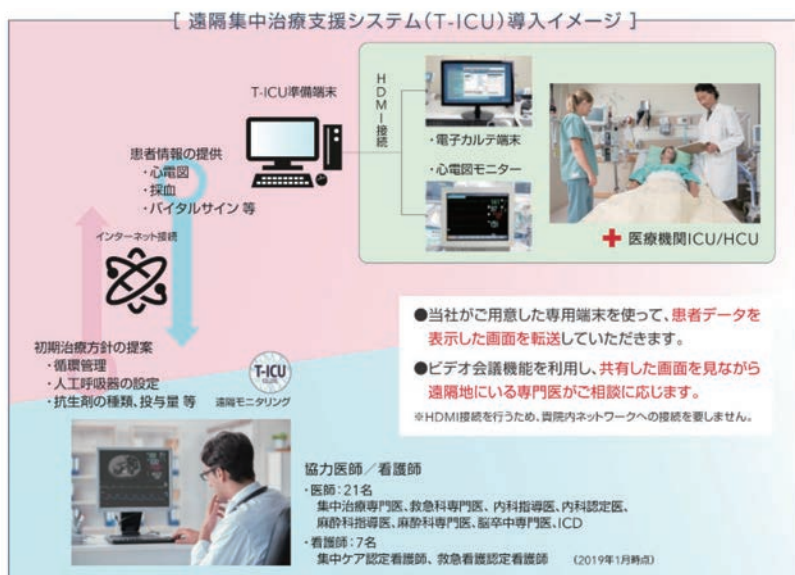 [ 遠隔集中治療支援システム(T-ICU)導入イメージ ]
T-ICU準備端末
HDMI接続
・電子カルテ端末
・心電図モニター
医療機関ICU/HCU
患者情報の提供
・心電図
・採血
・バイタルサイン 等
インターネット接続
初期治療方針の提案
・循環管理
・人工呼吸器の設定
・抗生剤の種類、投与量 等
T-ICU
遠隔モニタリング
●当社がご用意した専用端末を使って、患者データを
表示した画面を転送していただきます。
●ビデオ会議機能を利用し、共有した画面を見ながら
遠隔地にいる専門医がご相談に応じます。
※HDMI接続を行うため、貴院内ネットワークへの接続を要しません。
協力医師／看護師
・医師：21名
集中治療専門医、救急科専門医、内科指導医、内科認定医、
麻酔科指導医、麻酔科専門医、脳卒中専門医、ICD
・看護師：7名
集中ケア認定看護師、救急看護認定看護師 (2019年1月時点)